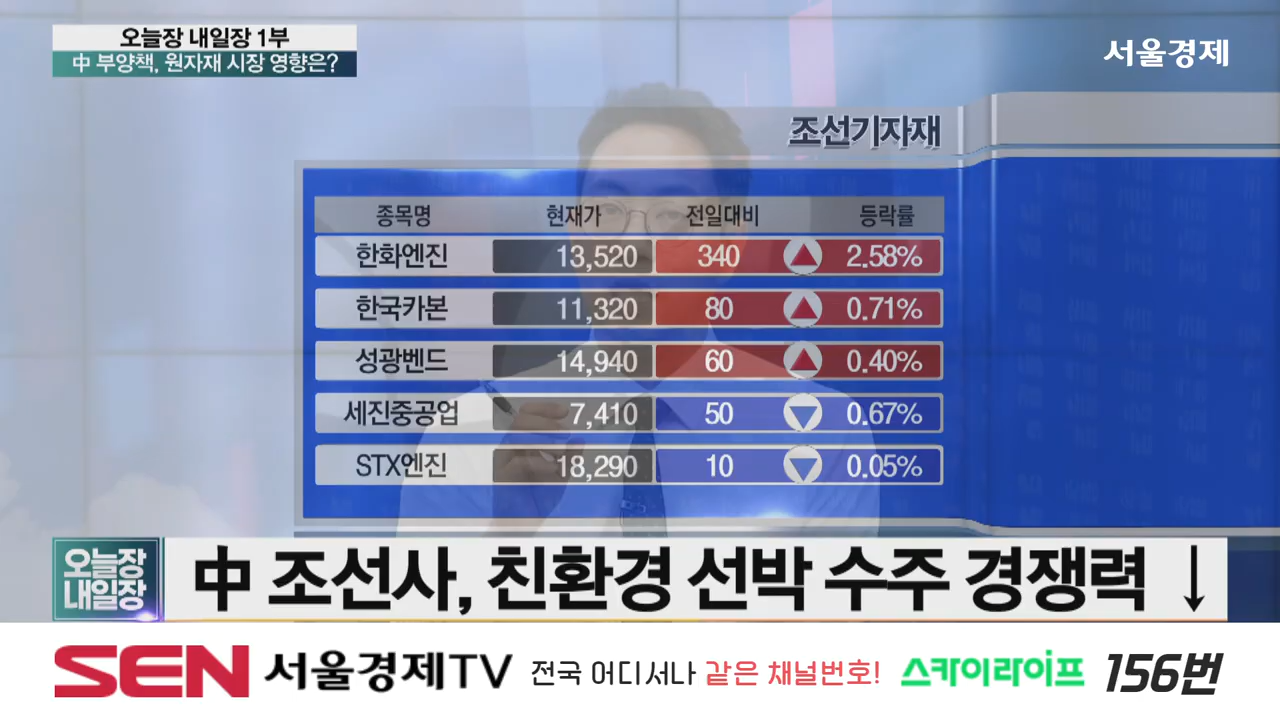 오늘장 내일장 1부
中 부양책, 원자재 시장 영향은?
서울경제
조선기자재
종목명 현재가 전일대비 등락률
한화엔진 13,520 340 ▲ 2.58%
한국카본 11,320 80 ▲ 0.71%
성광벤드 14,940 60 ▲ 0.40%
세진중공업 7,410 50 ▽ 0.67%
STX엔진 18,290 10 ▽ 0.05%
오늘장
내일장
中 조선사, 친환경 선박 수주 경쟁력 ↓
SEN 서울경제TV 전국 어디서나 같은 채널번호! 스카이라이프 156번